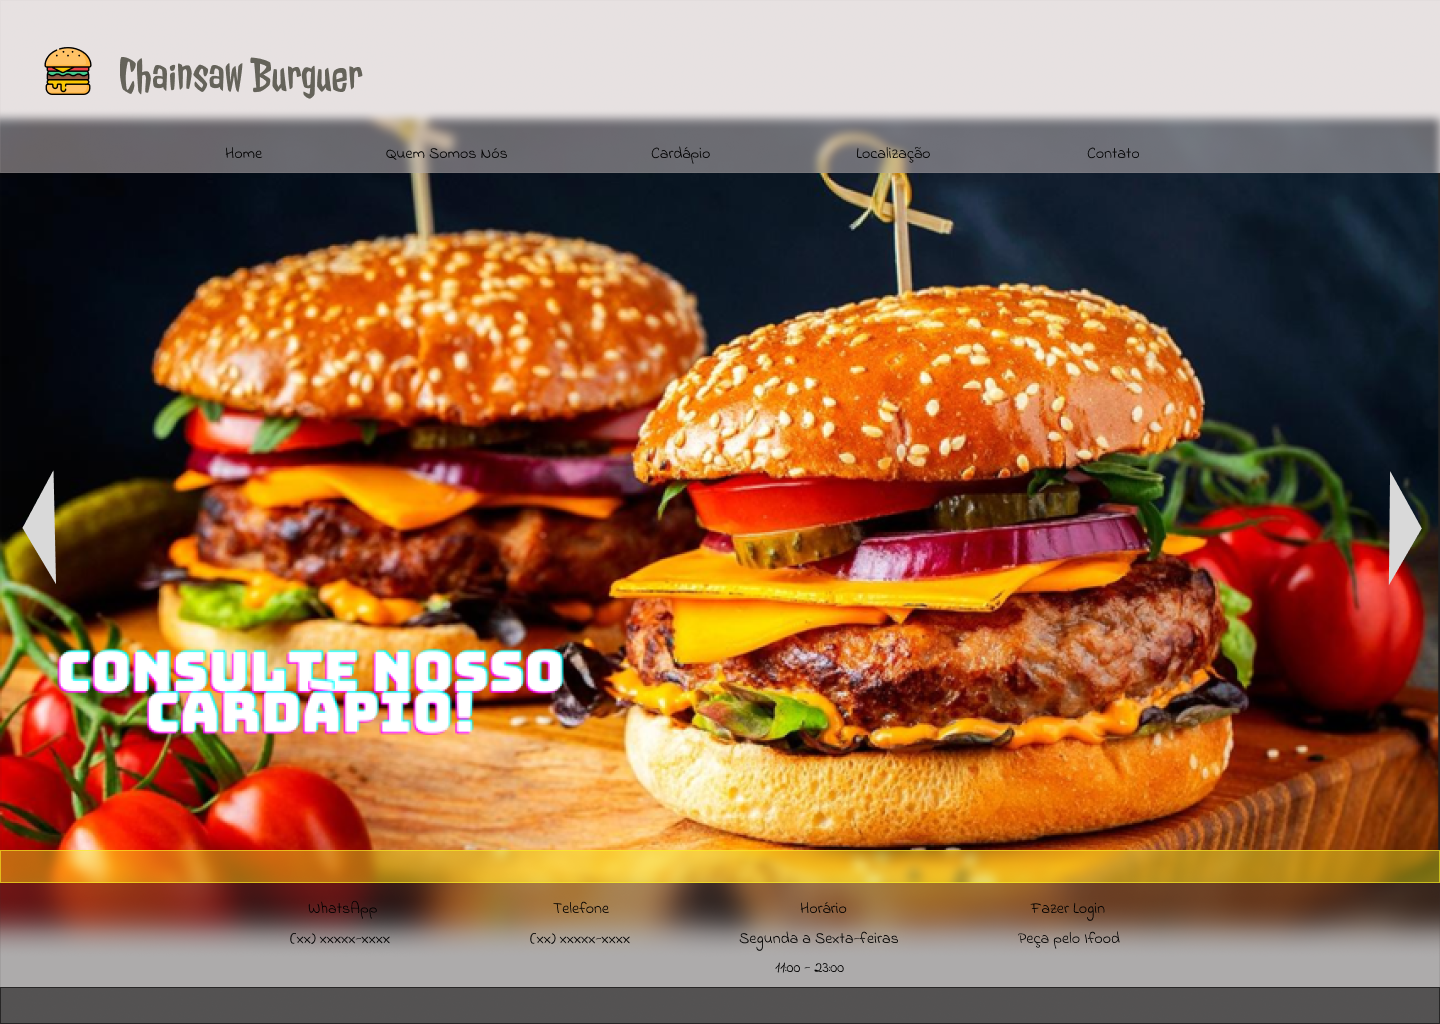 Chainsaw Burguer
Home Quem Somos Nós Cardápio Localização Contato
CONSULTE NOSSO
CARDÀPIO!
WhatsApp Telefone Horário Fazer Login
(xx) xxxxx-xxxx (xx) xxxxx-xxxx Segunda a Sexta-feiras Peça pelo Ifood
11:00 - 23:00